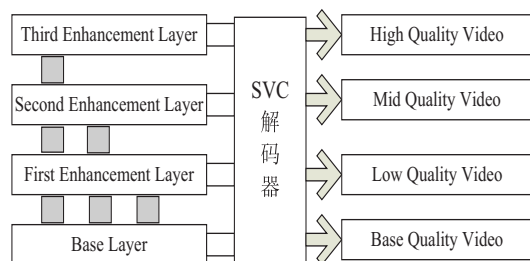 Third Enhancement Layer
High Quality Video
Second Enhancement Layer
Mid Quality Video
SVC
解
码
器
First Enhancement Layer
Low Quality Video
Base Layer
Base Quality Video